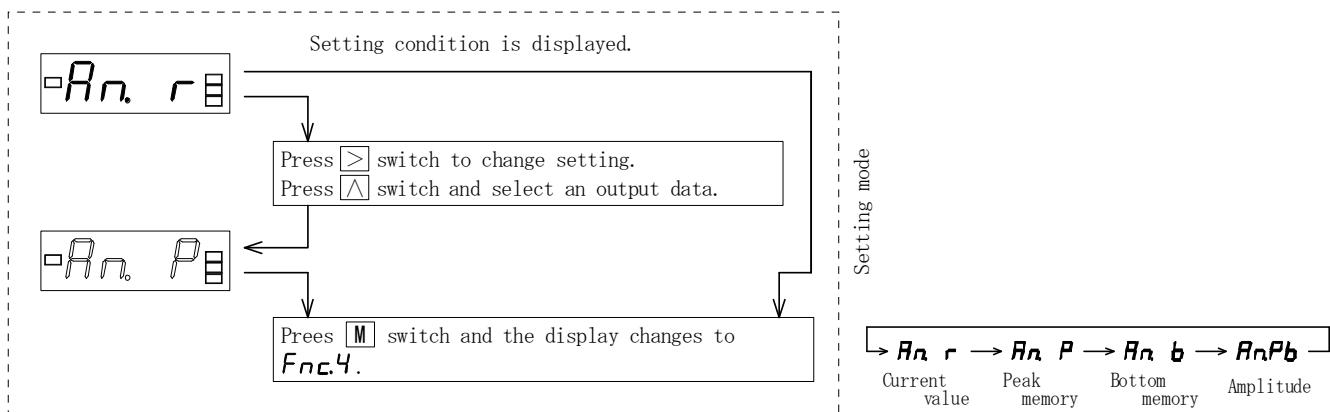 Setting condition is displayed.
An. r
Press > switch to change setting.
Press ∧ switch and select an output data.
An. P
Prees M switch and the display changes to
Fnc.4.
Setting mode
An. r → An. P → An. b → An.Pb
Current value
Peak memory
Bottom memory
Amplitude